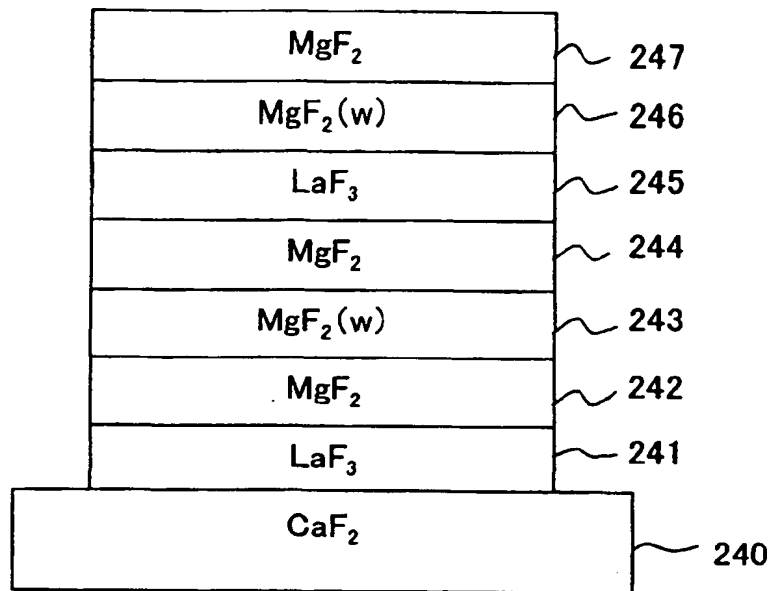 MgF₂ 247
MgF₂(w) 246
LaF₃ 245
MgF₂ 244
MgF₂(w) 243
MgF₂ 242
LaF₃ 241
CaF₂ 240